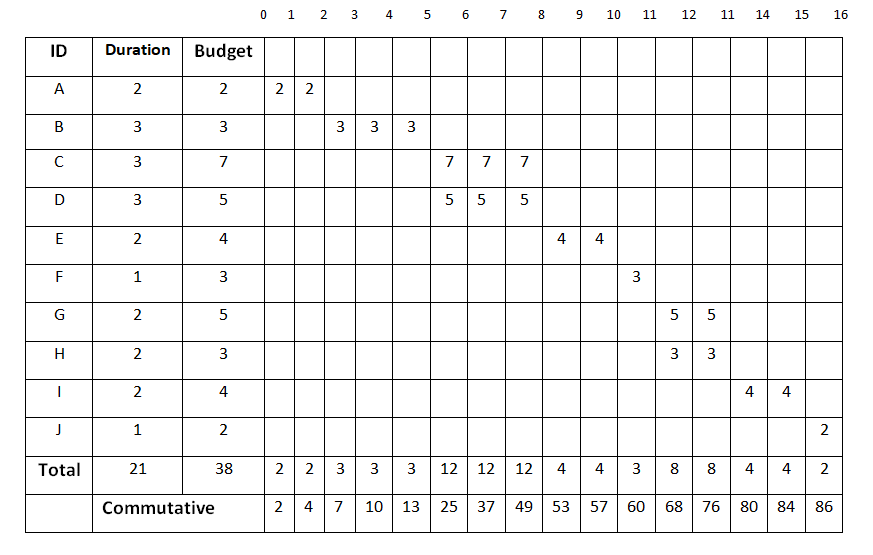 0 1 2 3 4 5 6 7 8 9 10 11 12 11 14 15 16
ID Duration Budget
A 2 2 2 2
B 3 3 3 3 3
C 3 7 7 7 7
D 3 5 5 5 5
E 2 4 4 4
F 1 3 3
G 2 5 5 5
H 2 3 3 3
I 2 4 4 4
J 1 2 2
Total 21 38 2 2 3 3 3 12 12 12 4 4 3 8 8 4 4 2
Commutative 2 4 7 10 13 25 37 49 53 57 60 68 76 80 84 86